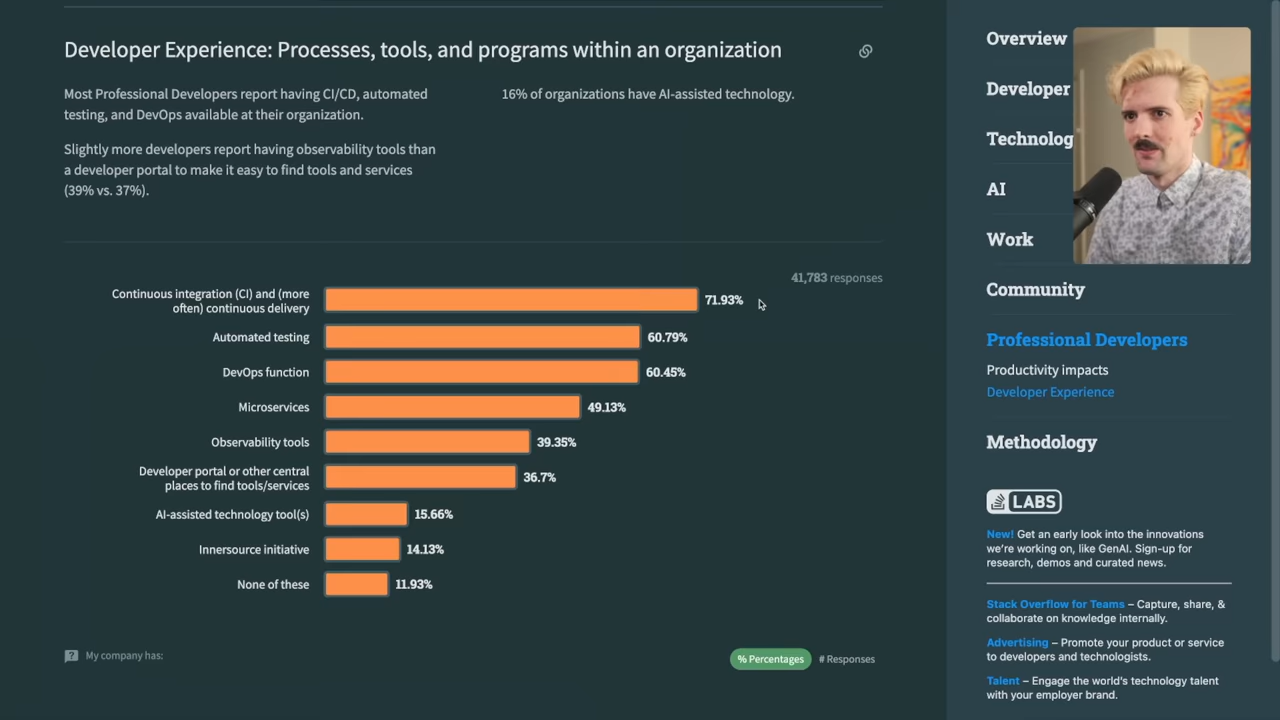 Developer Experience: Processes, tools, and programs within an organization
Most Professional Developers report having CI/CD, automated
testing, and DevOps available at their organization.
Slightly more developers report having observability tools than
a developer portal to make it easy to find tools and services
(39% vs. 37%).
16% of organizations have AI-assisted technology.
41,783 responses
Continuous integration (CI) and (more
often) continuous delivery
71.93%
Automated testing
60.79%
DevOps function
60.45%
Microservices
49.13%
Observability tools
39.35%
Developer portal or other central
places to find tools/services
36.7%
AI-assisted technology tool(s)
15.66%
Innersource initiative
14.13%
None of these
11.93%
My company has:
% Percentages
# Responses
Overview
Developer
Technolog
AI
Work
Community
Professional Developers
Productivity impacts
Developer Experience
Methodology
LABS
New! Get an early look into the innovations
we're working on, like GenAI. Sign-up for
research, demos and curated news.
Stack Overflow for Teams – Capture, share, &
collaborate on knowledge internally.
Advertising – Promote your product or service
to developers and technologists.
Talent – Engage the world's technology talent
with your employer brand.